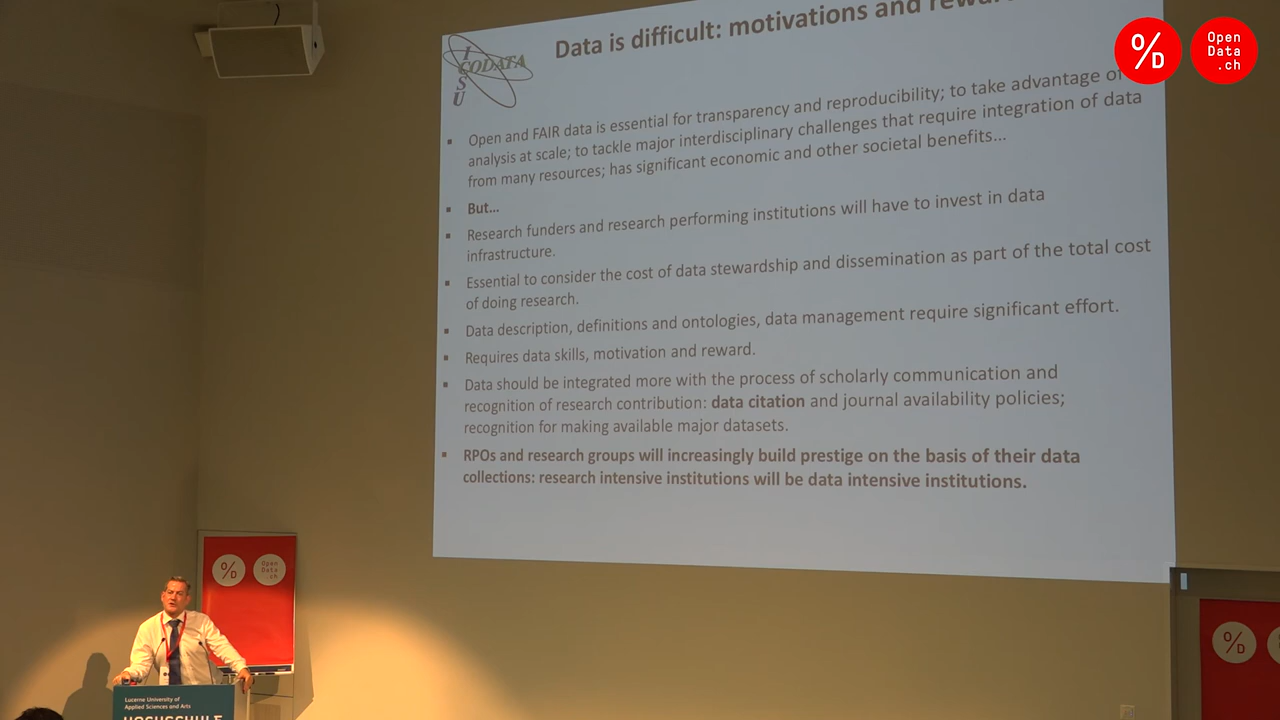 Data is difficult: motivations and
I
CODATA
S
U
Open and FAIR data is essential for transparency and reproducibility; to take advantage of
analysis at scale; to tackle major interdisciplinary challenges that require integration of data
from many resources; has significant economic and other societal benefits...
But...
Research funders and research performing institutions will have to invest in data
infrastructure.
Essential to consider the cost of data stewardship and dissemination as part of the total cost
of doing research.
Data description, definitions and ontologies, data management require significant effort.
Requires data skills, motivation and reward.
Data should be integrated more with the process of scholarly communication and
recognition of research contribution: data citation and journal availability policies;
recognition for making available major datasets.
RPOs and research groups will increasingly build prestige on the basis of their data
collections: research intensive institutions will be data intensive institutions.
%D
Open
Data
.ch
%D
Open
Data
.ch
Lucerne University of
Applied Sciences and Arts
HOCHSCHULE
%D